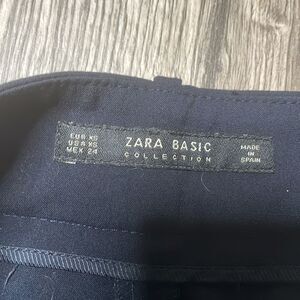 EUR XS
USA XS
MEX 24
ZARA BASIC
COLLECTION
MADE
IN
SPAIN